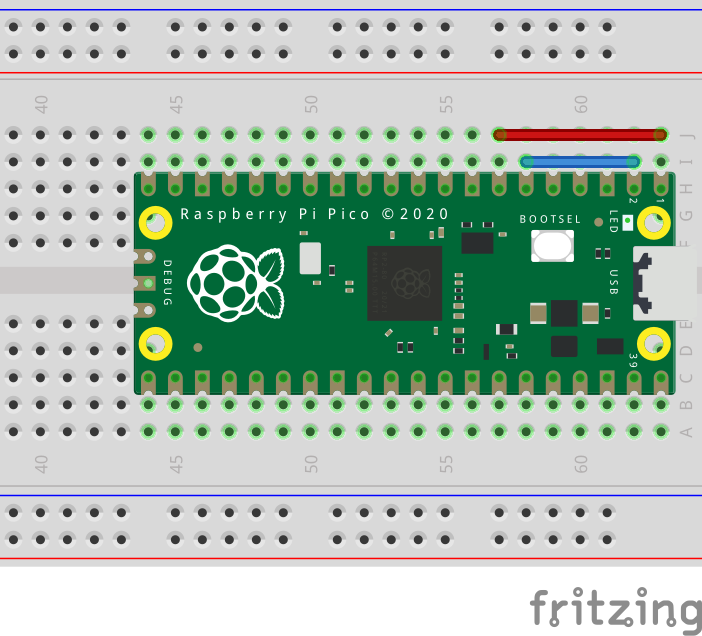 40 45 50 55 60
J
I
H
G
F
2 1
Raspberry Pi Pico ©2020
BOOTSEL
LED
DEBUG
USB
E
D
39
C
B
A
40 45 50 55 60
fritzing